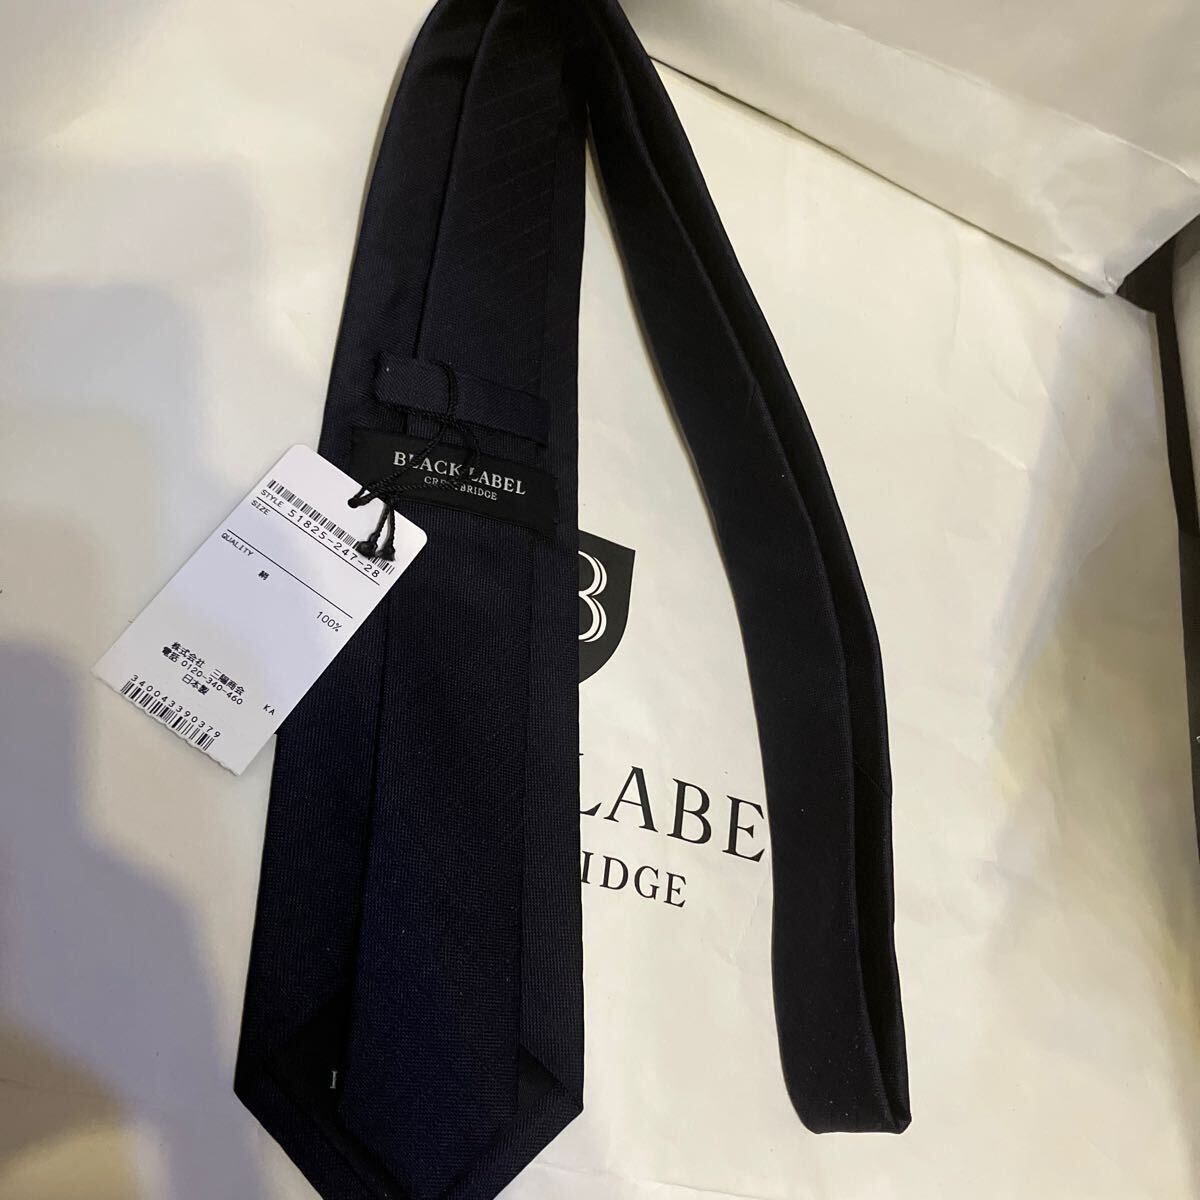 BLACK LABEL
STYLE 51825-247-28
SIZE
QUALITY
絹
100%
株式会社 三陽商会
電話 0120-340-460
日本製
KA
340043390379
B
LABE
IDGE
I